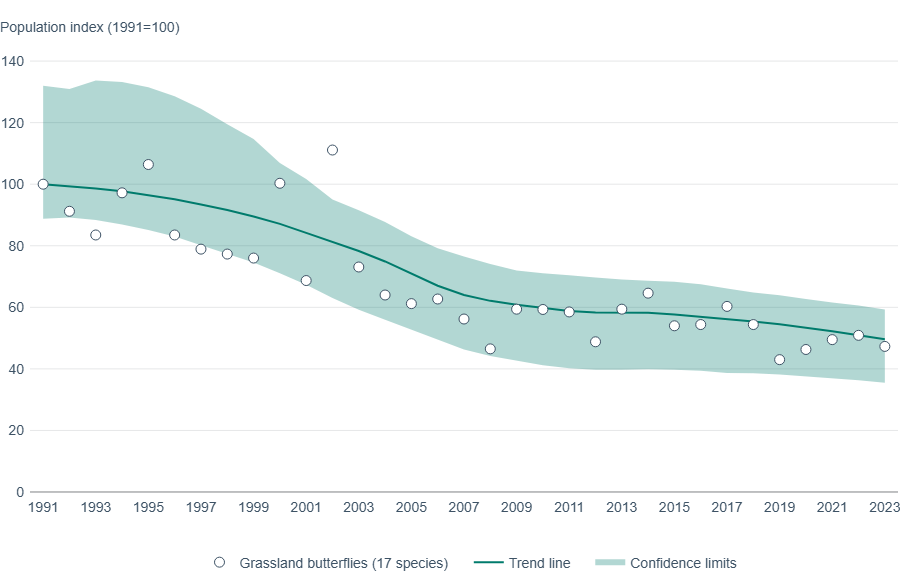 Population index (1991=100)
140
120
100
80
60
40
20
0
1991 1993 1995 1997 1999 2001 2003 2005 2007 2009 2011 2013 2015 2017 2019 2021 2023
Grassland butterflies (17 species) Trend line Confidence limits